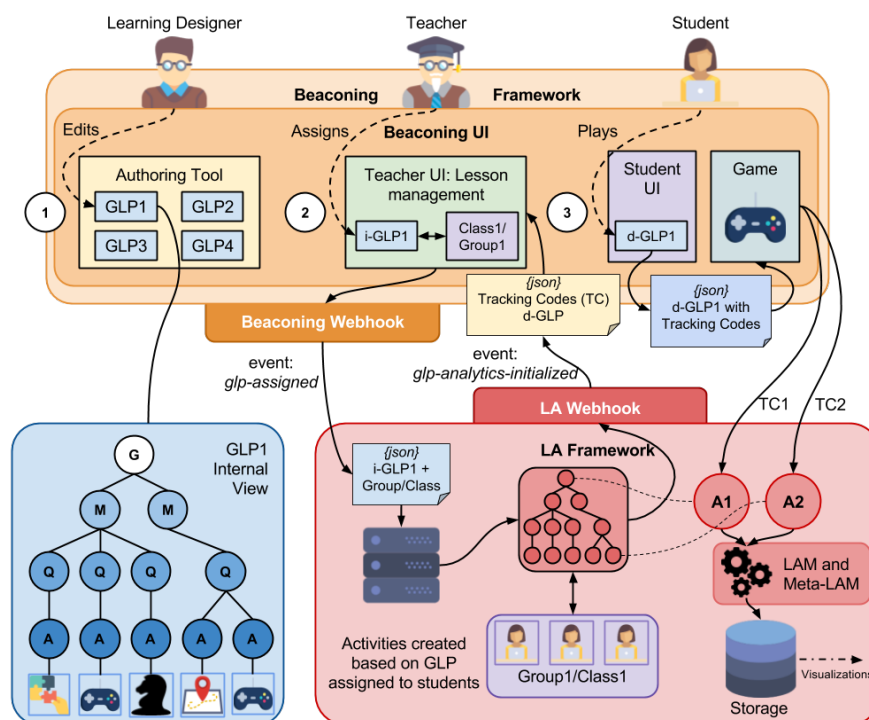 Learning Designer
Teacher
Student
Beaconing
Framework
Edits
Assigns
Beaconing UI
Plays
1
Authoring Tool
GLP1
GLP2
GLP3
GLP4
2
Teacher UI: Lesson
management
i-GLP1
Class1/
Group1
3
Student
UI
d-GLP1
Game
{json}
Tracking Codes (TC)
d-GLP
{json}
d-GLP1 with
Tracking Codes
Beaconing Webhook
event:
glp-assigned
event:
glp-analytics-initialized
LA Webhook
TC1
TC2
GLP1
Internal
View
G
M
M
Q
Q
Q
Q
A
A
A
A
A
{json}
i-GLP1 +
Group/Class
LA Framework
A1
A2
LAM and
Meta-LAM
Activities created
based on GLP
assigned to students
Group1/Class1
Storage
Visualizations